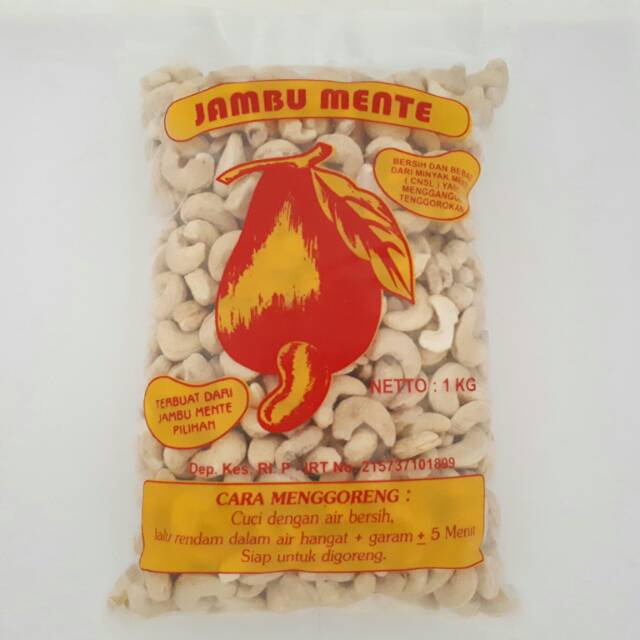 JAMBU MENTE
BERSIH DAN BEBAS
DARI MINYAK METE
( CNSL ) YANG
MENGGANGGU
TENGGOROKAN
NETTO : 1 KG
TERBUAT DARI
JAMBU MENTE
PILIHAN
Dep. Kes. RI P - IRT No. 215737101809
CARA MENGGORENG :
Cuci dengan air bersih,
lalu rendam dalam air hangat + garam ± 5 Menit
Siap untuk digoreng.